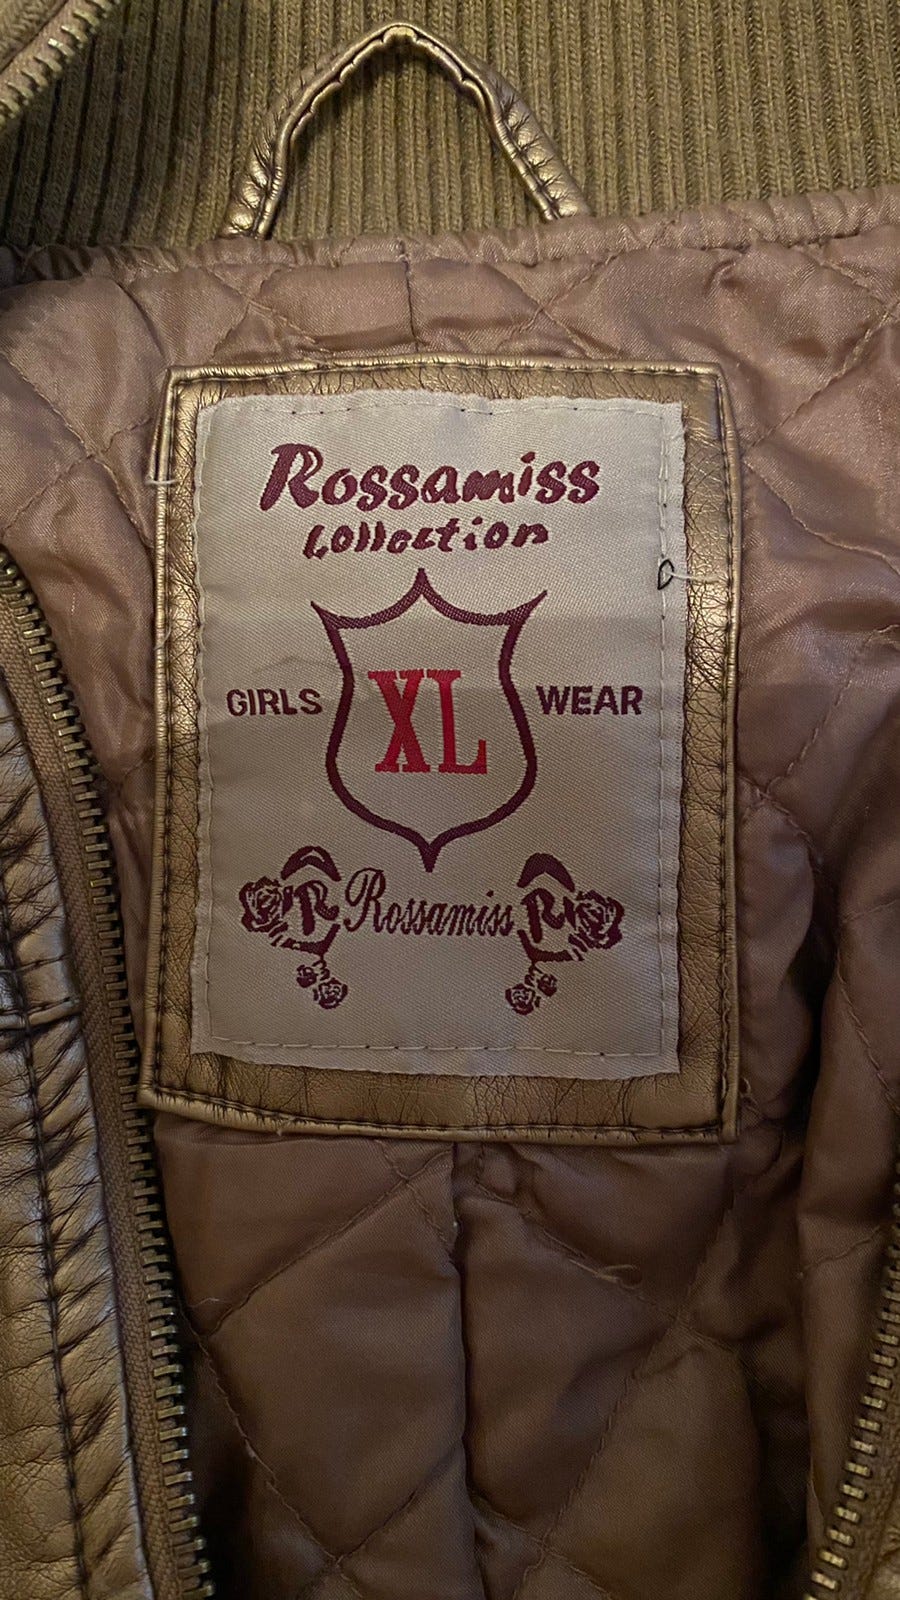 Rossamiss
collection
GIRLS XL WEAR
R Rossamiss R